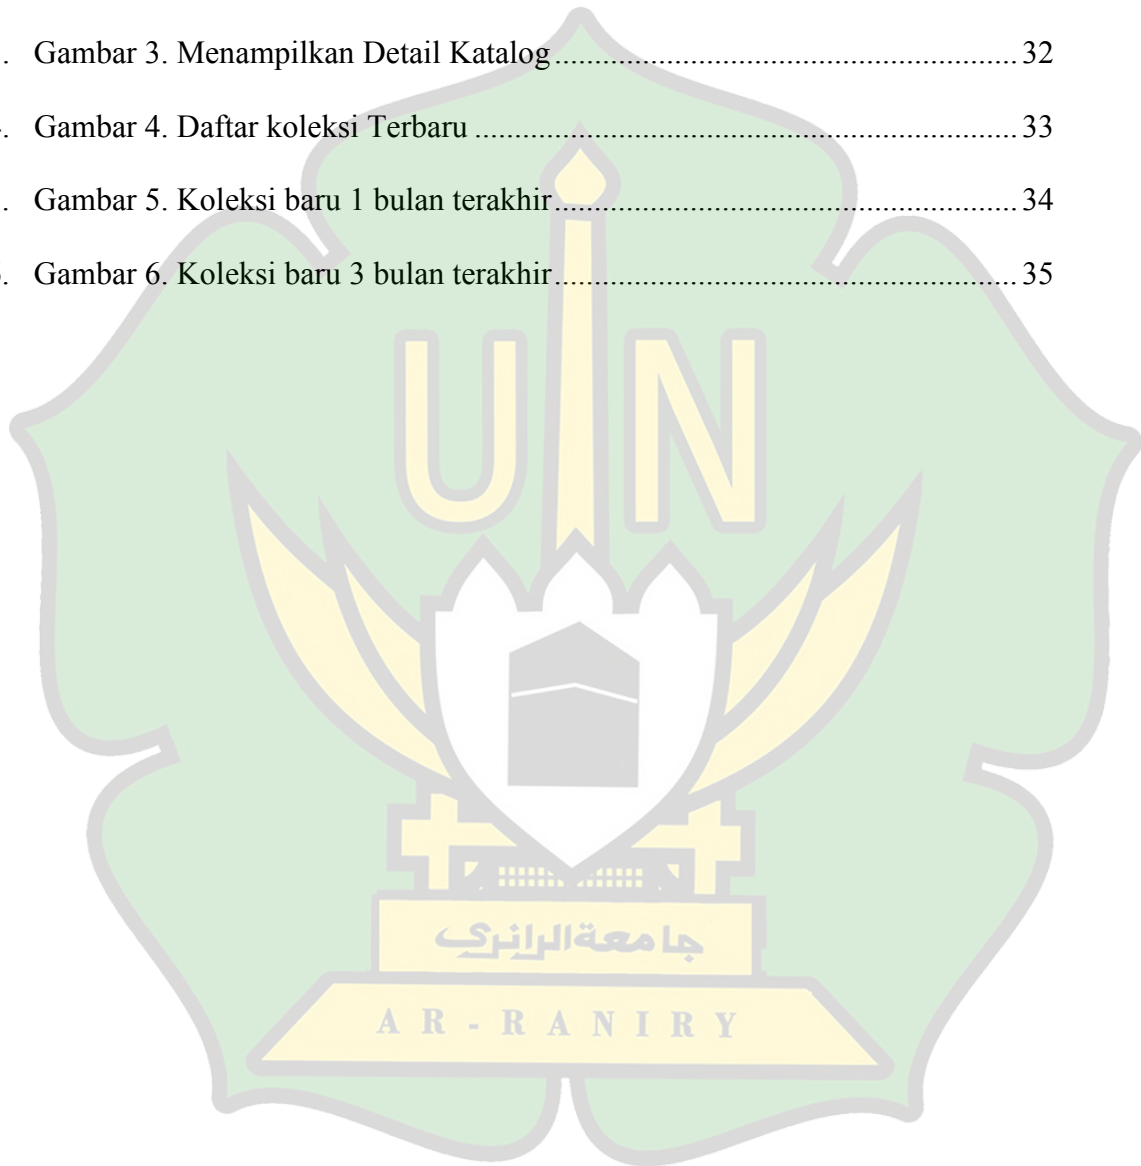 . Gambar 3. Menampilkan Detail Katalog ........ 32
. Gambar 4. Daftar koleksi Terbaru ........ 33
. Gambar 5. Koleksi baru 1 bulan terakhir ........ 34
. Gambar 6. Koleksi baru 3 bulan terakhir ........ 35
UIN
جامعة الرانري
AR-RANIRY